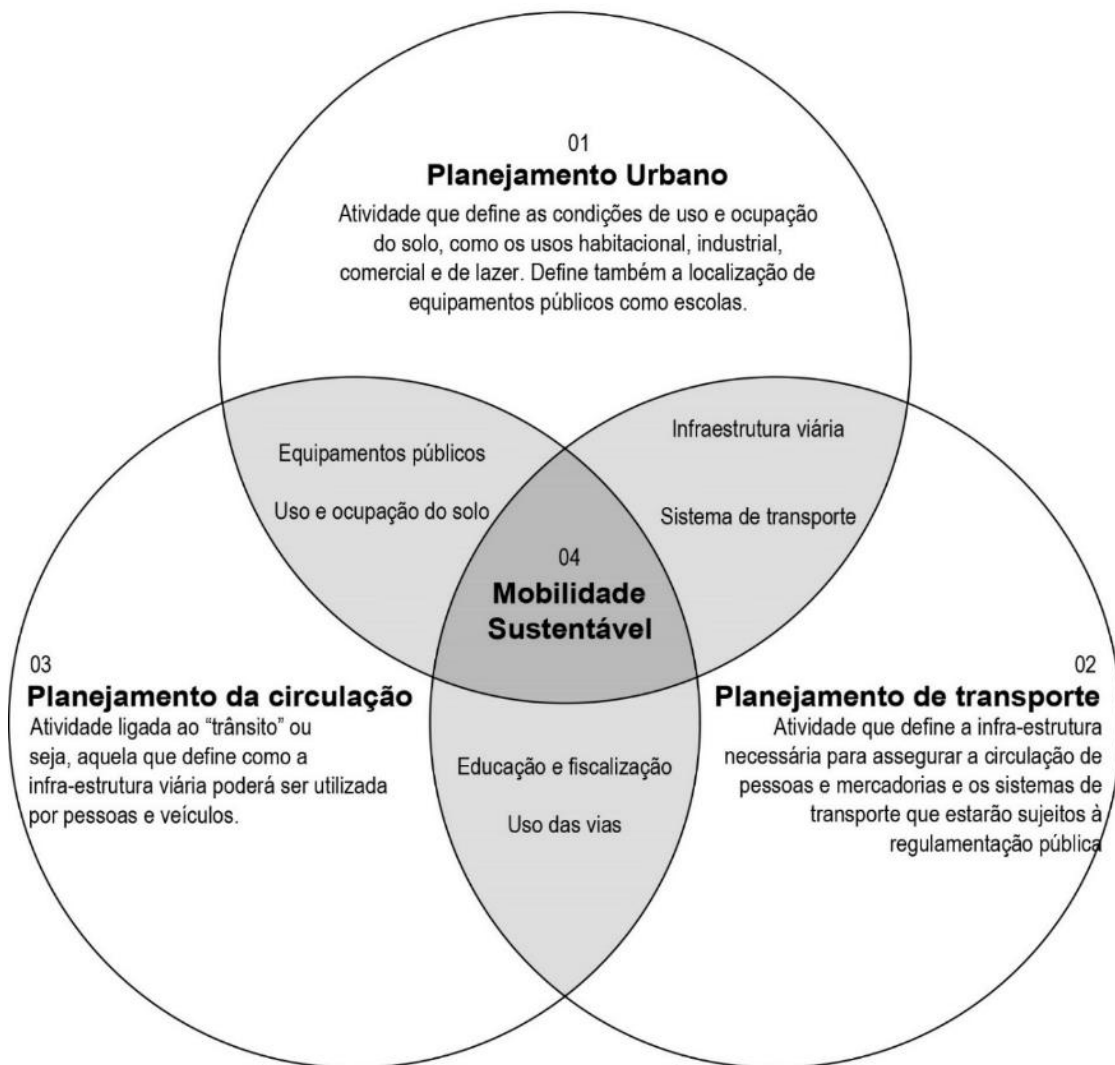 01
Planejamento Urbano
Atividade que define as condições de uso e ocupação
do solo, como os usos habitacional, industrial,
comercial e de lazer. Define também a localização de
equipamentos públicos como escolas.
Equipamentos públicos
Uso e ocupação do solo
Infraestrutura viária
Sistema de transporte
04
Mobilidade
Sustentável
03
Planejamento da circulação
Atividade ligada ao “trânsito” ou
seja, aquela que define como a
infra-estrutura viária poderá ser utilizada
por pessoas e veículos.
02
Planejamento de transporte
Atividade que define a infra-estrutura
necessária para assegurar a circulação de
pessoas e mercadorias e os sistemas de
transporte que estarão sujeitos à
regulamentação pública
Educação e fiscalização
Uso das vias